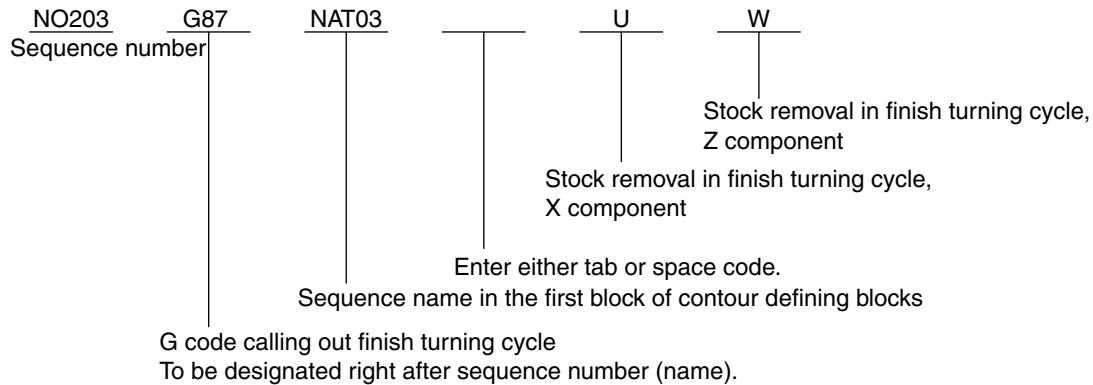 NO203 G87 NAT03 U W
Sequence number
Stock removal in finish turning cycle,
Z component
Stock removal in finish turning cycle,
X component
Enter either tab or space code.
Sequence name in the first block of contour defining blocks
G code calling out finish turning cycle
To be designated right after sequence number (name).